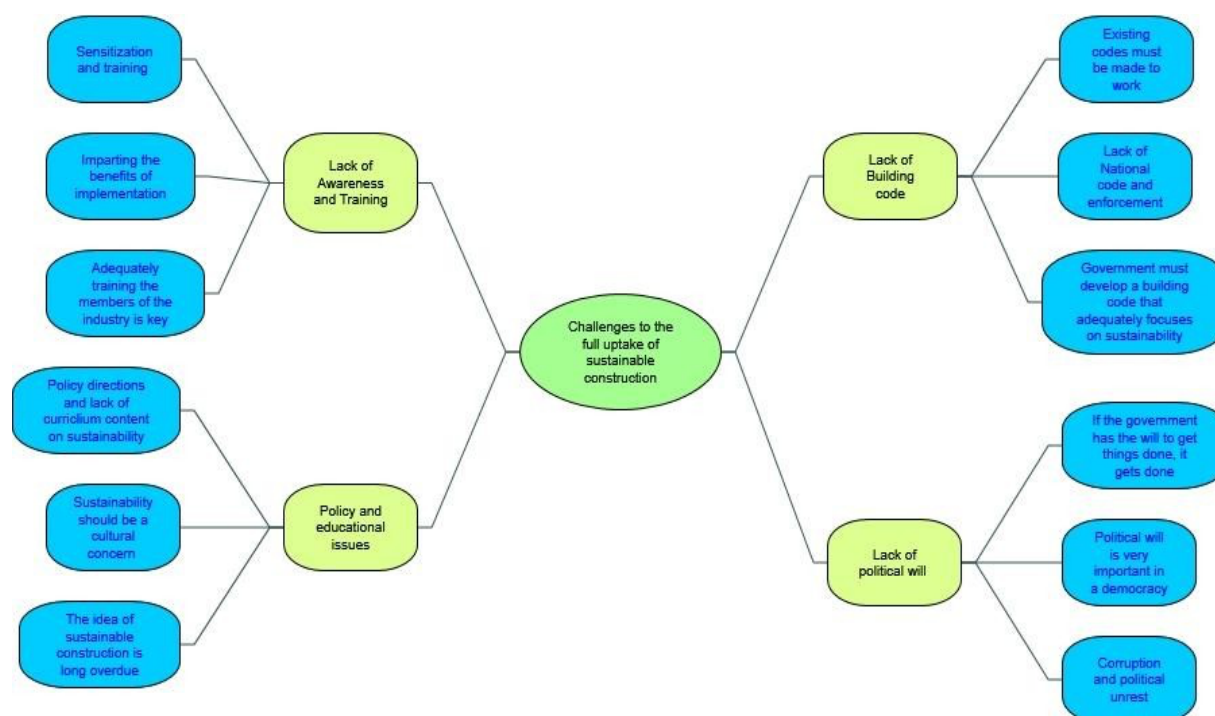 Challenges to the
full uptake of
sustainable
construction
Lack of
Awareness
and Training
Sensitization
and training
Imparting the
benefits of
implementation
Adequately
training the
members of the
industry is key
Policy and
educational
issues
Policy directions
and lack of
curriclium content
on sustainability
Sustainability
should be a
cultural
concern
The idea of
sustainable
construction is
long overdue
Lack of
Building
code
Existing
codes must
be made to
work
Lack of
National
code and
enforcement
Government must
develop a building
code that
adequately focuses
on sustainability
Lack of
political will
If the government
has the will to get
things done, it
gets done
Political will
is very
important in
a democracy
Corruption
and political
unrest